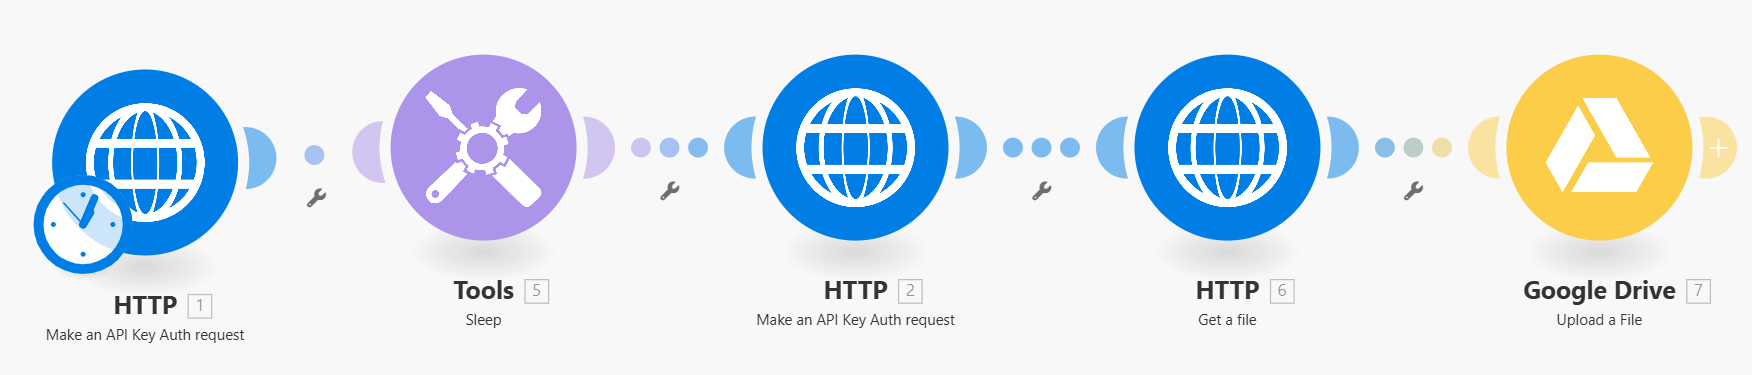 HTTP 1
Make an API Key Auth request
Tools 5
Sleep
HTTP 2
Make an API Key Auth request
HTTP 6
Get a file
Google Drive 7
Upload a File